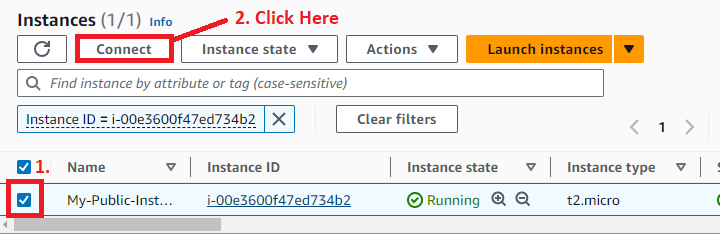 Instances (1/1) Info
2. Click Here
Connect
Instance state
Actions
Launch instances
Find instance by attribute or tag (case-sensitive)
Instance ID = i-00e3600f47ed734b2
Clear filters
1
1.
Name
Instance ID
Instance state
Instance type
My-Public-Inst...
i-00e3600f47ed734b2
Running
t2.micro